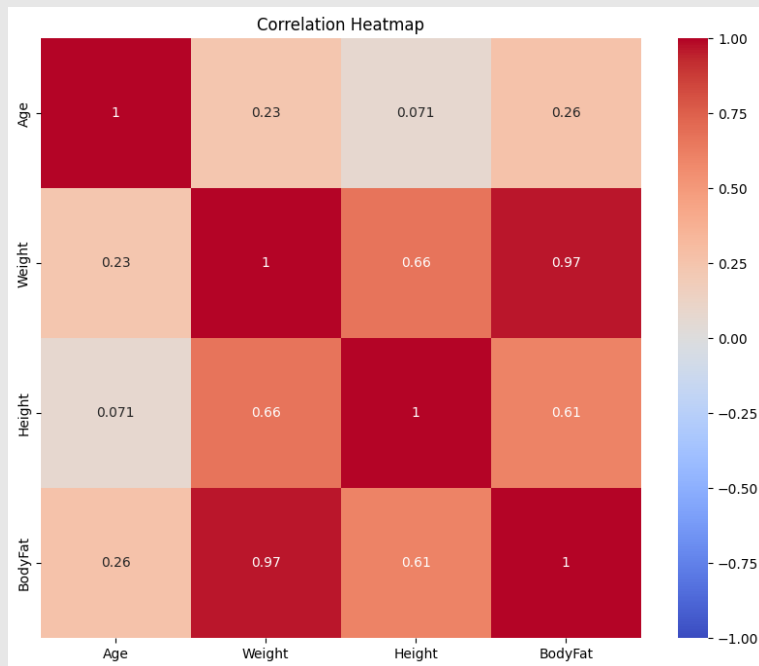 Correlation Heatmap
Age
1
0.23
0.071
0.26
Weight
0.23
1
0.66
0.97
Height
0.071
0.66
1
0.61
BodyFat
0.26
0.97
0.61
1
Age
Weight
Height
BodyFat
1.00
0.75
0.50
0.25
0.00
−0.25
−0.50
−0.75
−1.00